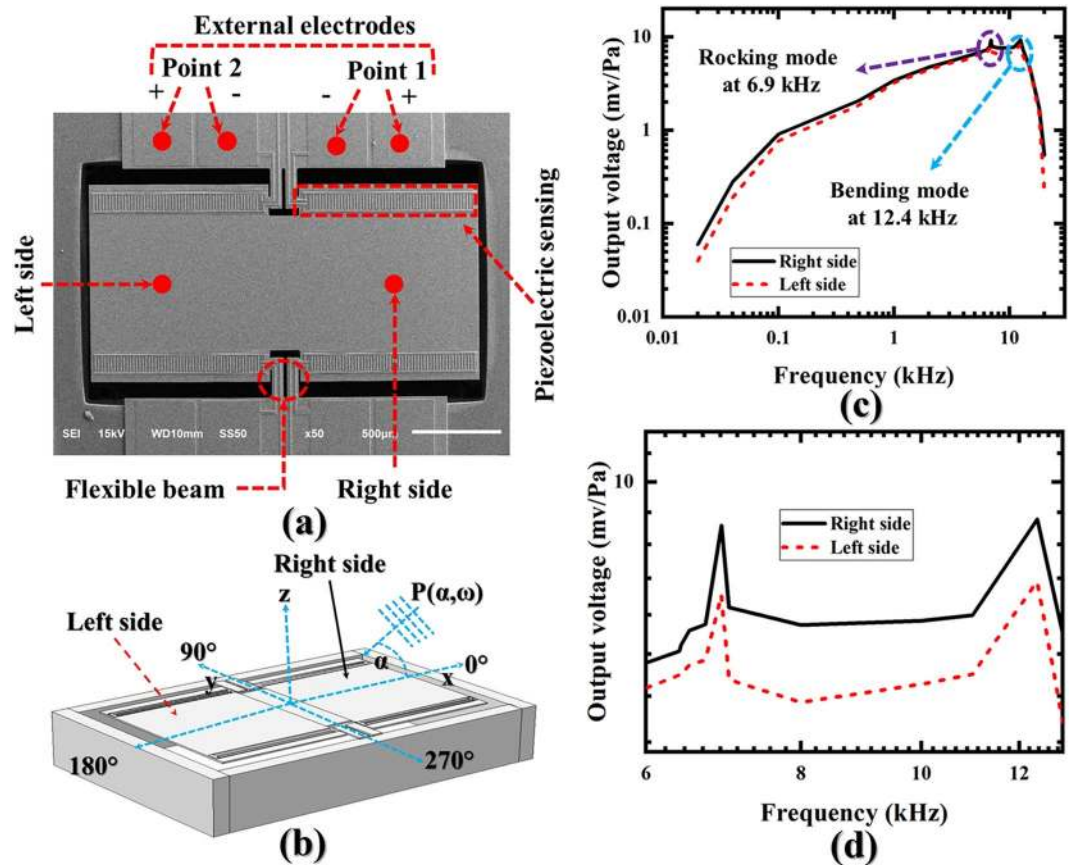 (a)
External electrodes
Point 2
Point 1
+
-
-
+
Left side
Piezoelectric sensing
SEI 15kV WD10mm SS50 x50 500μm
Flexible beam
Right side
(b)
Right side
Left side
z
P(α,ω)
90°
y
α
0°
x
180°
270°
(c)
Output voltage (mv/Pa)
10
1
0.1
0.01
Rocking mode
at 6.9 kHz
Bending mode
at 12.4 kHz
Right side
Left side
0.01
0.1
1
10
Frequency (kHz)
(d)
Output voltage (mv/Pa)
10
Right side
Left side
6
8
10
12
Frequency (kHz)